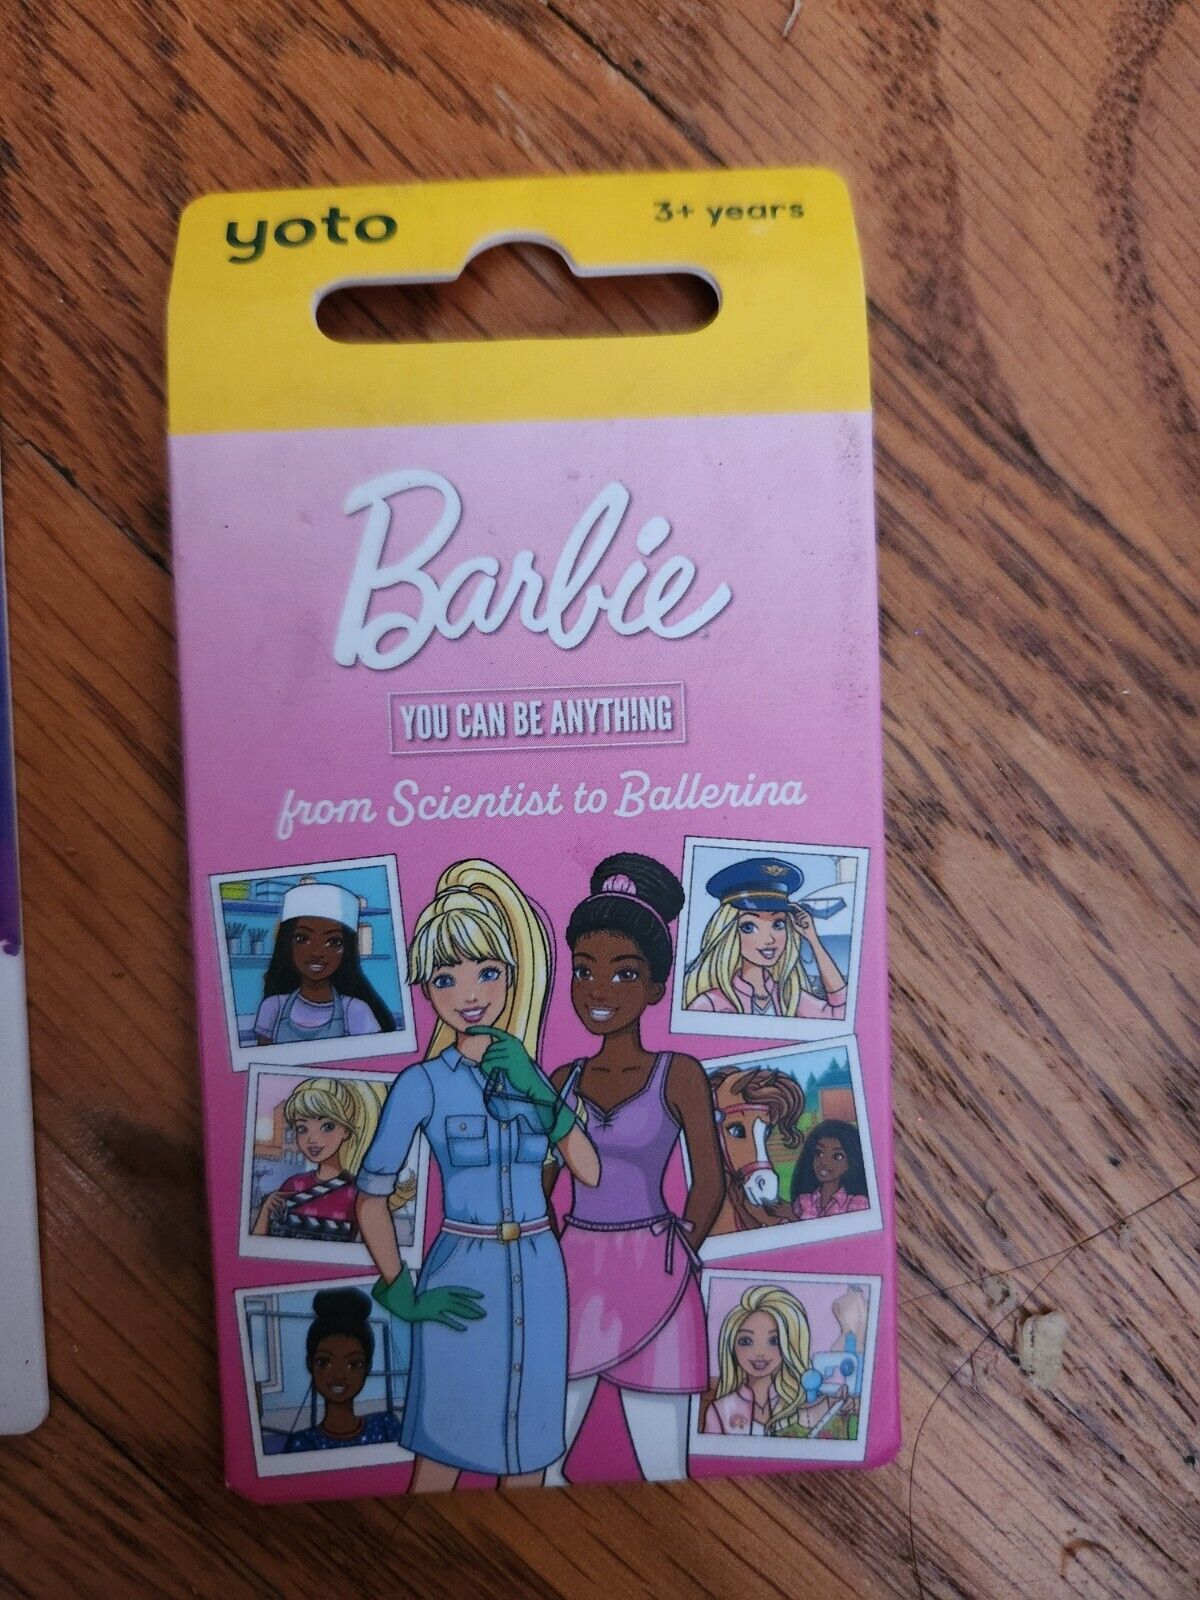 yoto
3+ years
Barbie
YOU CAN BE ANYTHING
from Scientist to Ballerina